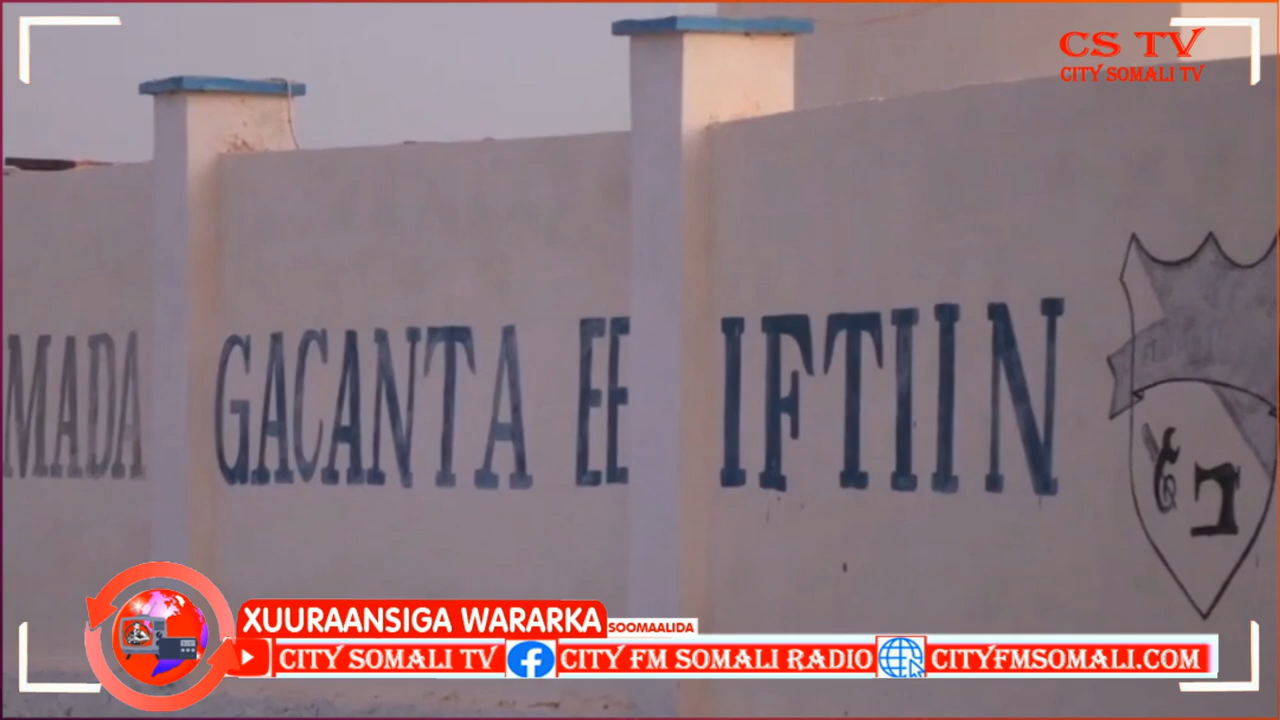 CS TV
CITY SOMALI TV
MADA GACANTA EE IFTIIN
XUURAANSIGA WARARKA
SOOMAALIDA
CITY SOMALI TV CITY FM SOMALI RADIO CITYFMSOMALI.COM